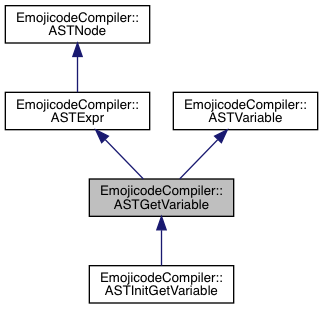 EmojicodeCompiler::
ASTNode
EmojicodeCompiler::
ASTExpr
EmojicodeCompiler::
ASTVariable
EmojicodeCompiler::
ASTGetVariable
EmojicodeCompiler::
ASTInitGetVariable